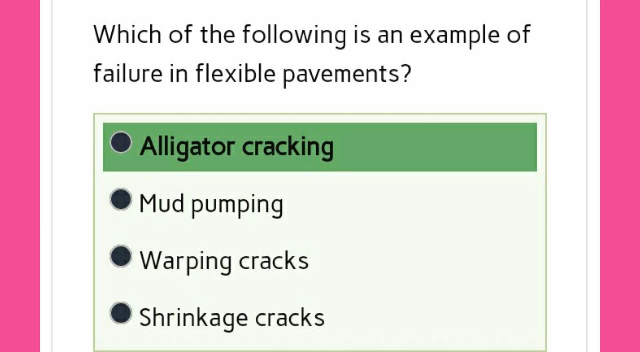 Which of the following is an example of
failure in flexible pavements?
Alligator cracking
Mud pumping
Warping cracks
Shrinkage cracks